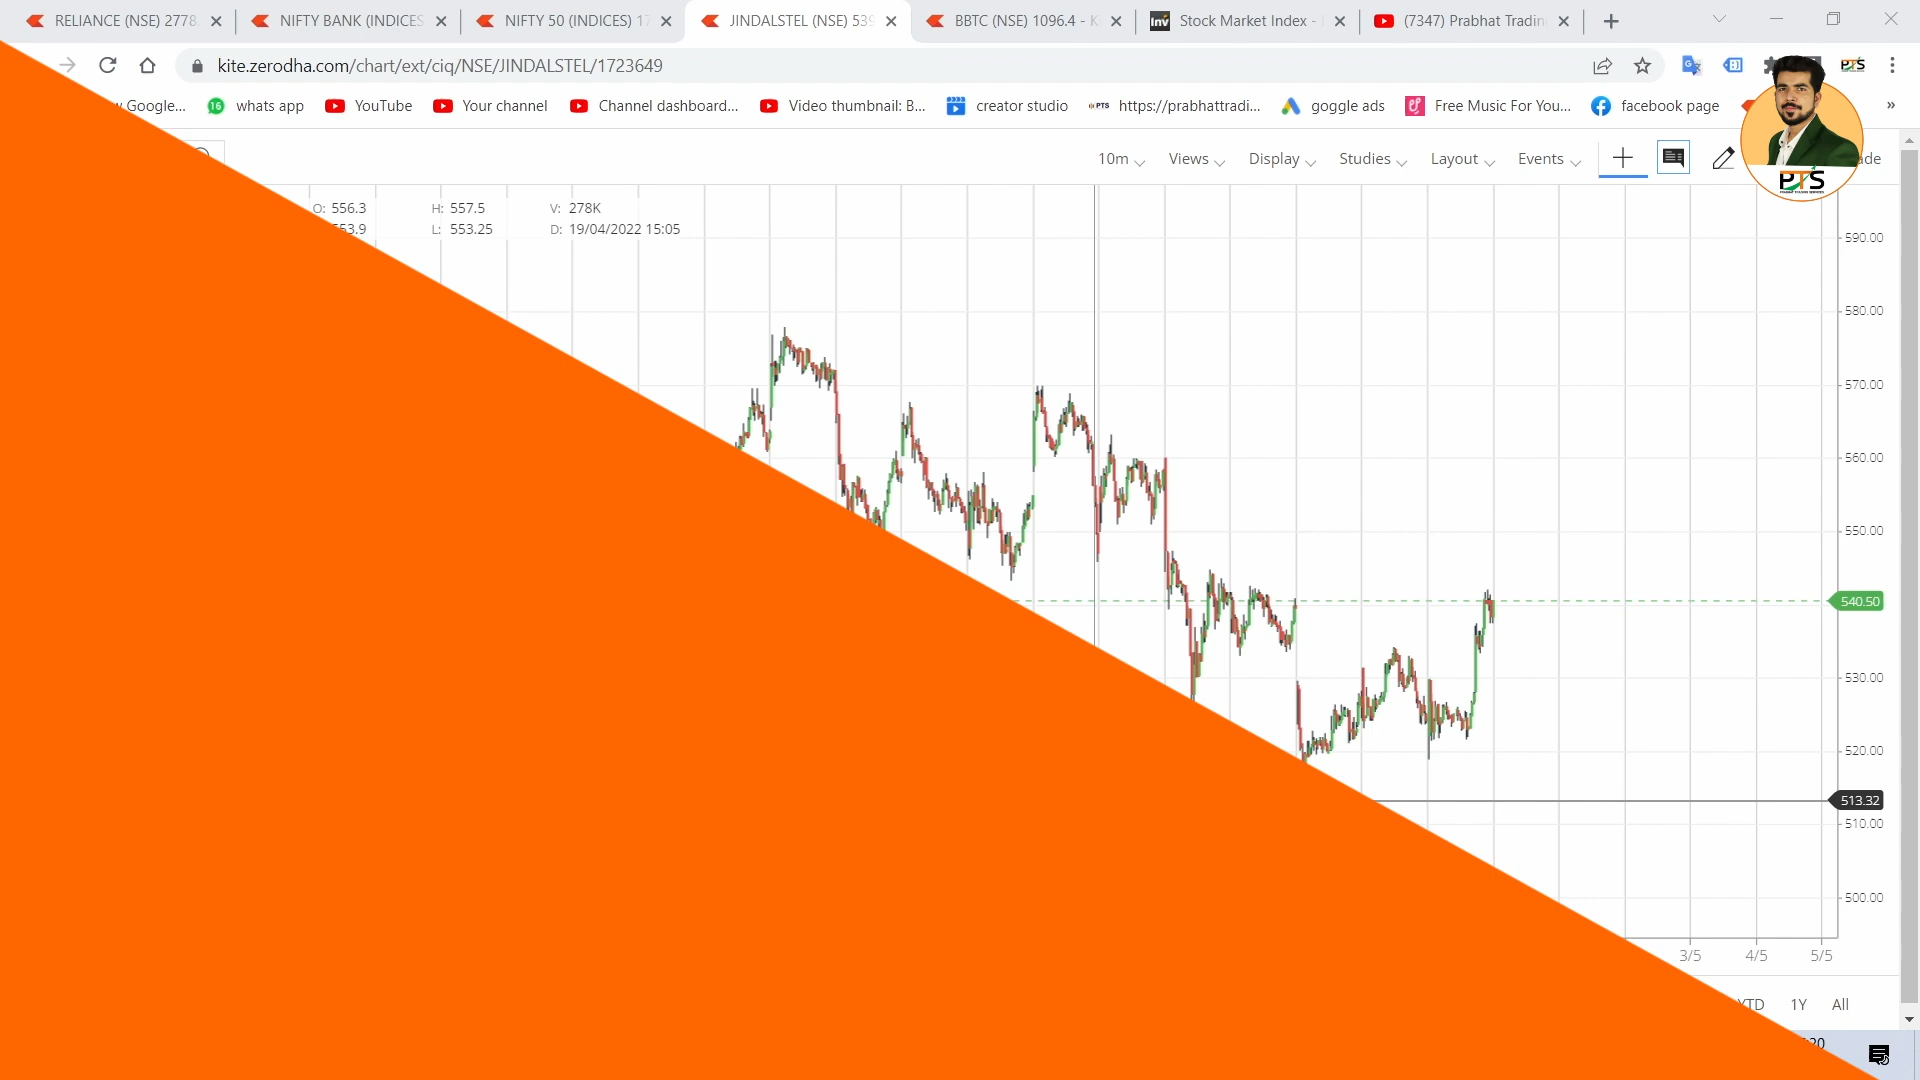 RELIANCE (NSE) 2778.
NIFTY BANK (INDICES
NIFTY 50 (INDICES) 17
JINDALSTEL (NSE) 539
BBTC (NSE) 1096.4 - K
Stock Market Index -
(7347) Prabhat Tradin
kite.zerodha.com/chart/ext/ciq/NSE/JINDALSTEL/1723649
Google...
16
whats app
YouTube
Your channel
Channel dashboard...
Video thumbnail: B...
creator studio
PTS
https://prabhattradi...
goggle ads
Free Music For You...
facebook page
»
10m
Views
Display
Studies
Layout
Events
PTS
O: 556.3
H: 557.5
V: 278K
53.9
L: 553.25
D: 19/04/2022 15:05
590.00
580.00
570.00
560.00
550.00
540.50
530.00
520.00
513.32
510.00
500.00
3/5
4/5
5/5
YTD
1Y
All